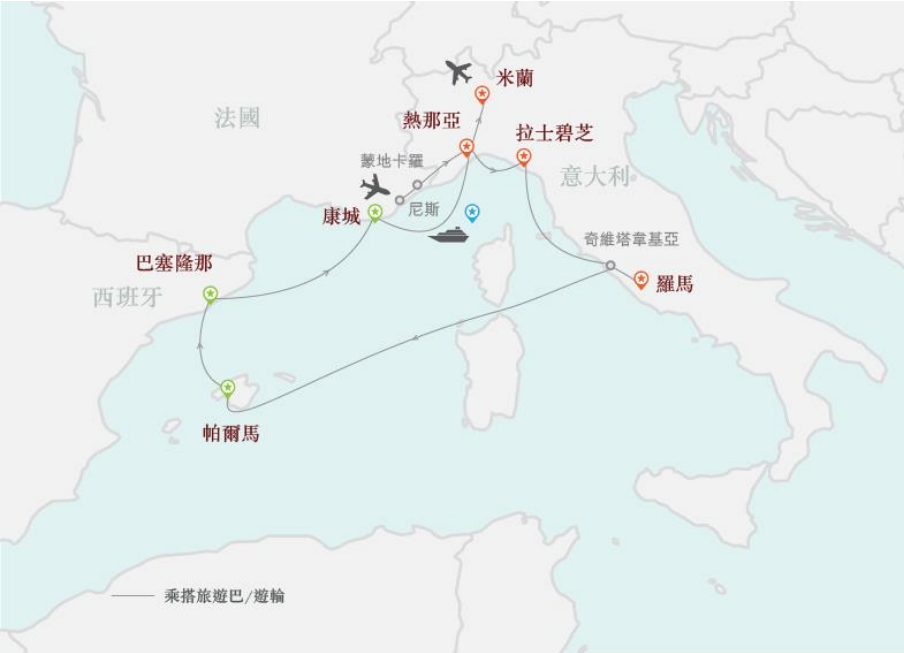 米蘭
法國
熱那亞
拉士碧芝
蒙地卡羅
意大利
尼斯
康城
奇維塔韋基亞
巴塞隆那
羅馬
西班牙
帕爾馬
乘搭旅遊巴/遊輪